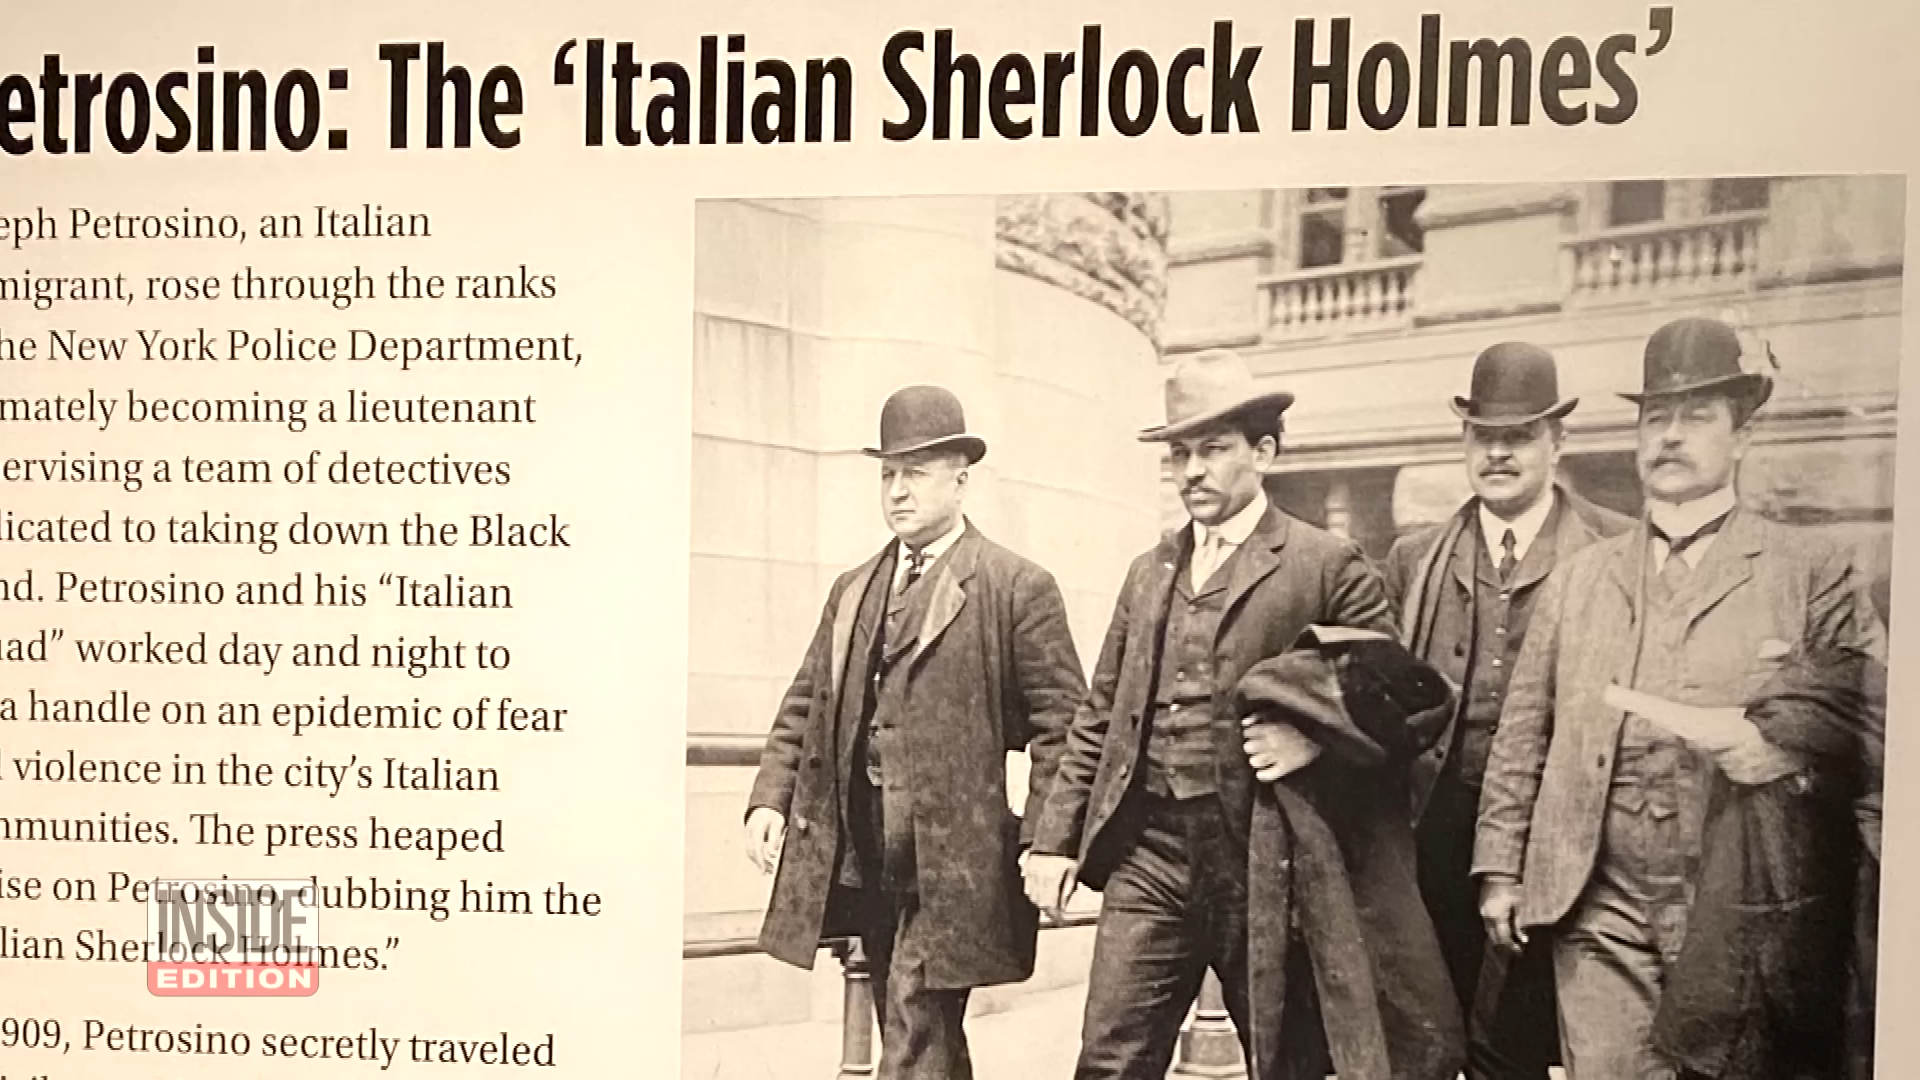 etrosino: The ‘Italian Sherlock Holmes’
eph Petrosino, an Italian
migrant, rose through the ranks
he New York Police Department,
mately becoming a lieutenant
ervising a team of detectives
licated to taking down the Black
nd. Petrosino and his “Italian
uad” worked day and night to
a handle on an epidemic of fear
violence in the city’s Italian
mmunities. The press heaped
ise on Petrosino, dubbing him the
lian Sherlock Holmes.”
INSIDE
EDITION
909, Petrosino secretly traveled